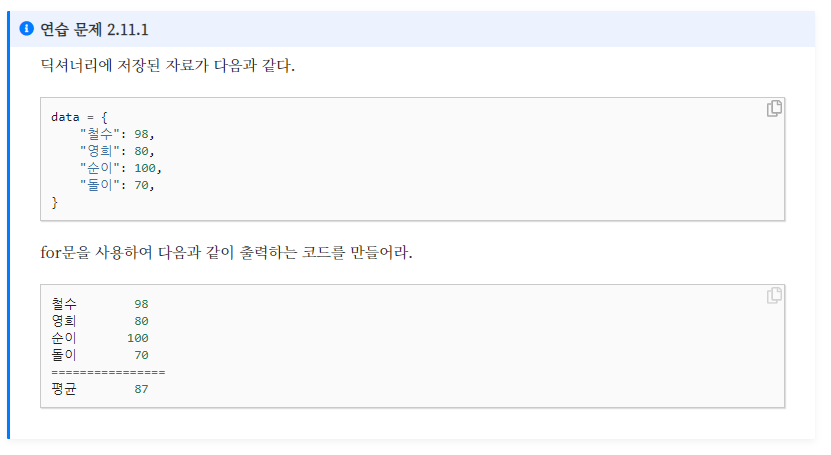 연습 문제 2.11.1
딕셔너리에 저장된 자료가 다음과 같다.
data = {
    "철수": 98,
    "영희": 80,
    "순이": 100,
    "돌이": 70,
}
for문을 사용하여 다음과 같이 출력하는 코드를 만들어라.
철수        98
영희        80
순이       100
돌이        70
================
평균        87